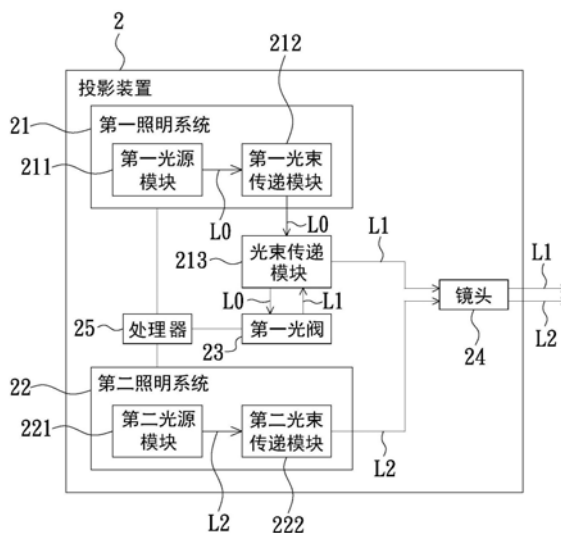 2
212
投影装置
21
第一照明系统
211
第一光源
模块
第一光束
传递模块
L0
L0
213
光束传递
模块
L1
L0
L1
镜头
L1
L2
24
25
处理器
第一光阀
23
22
第二照明系统
221
第二光源
模块
第二光束
传递模块
L2
L2
222